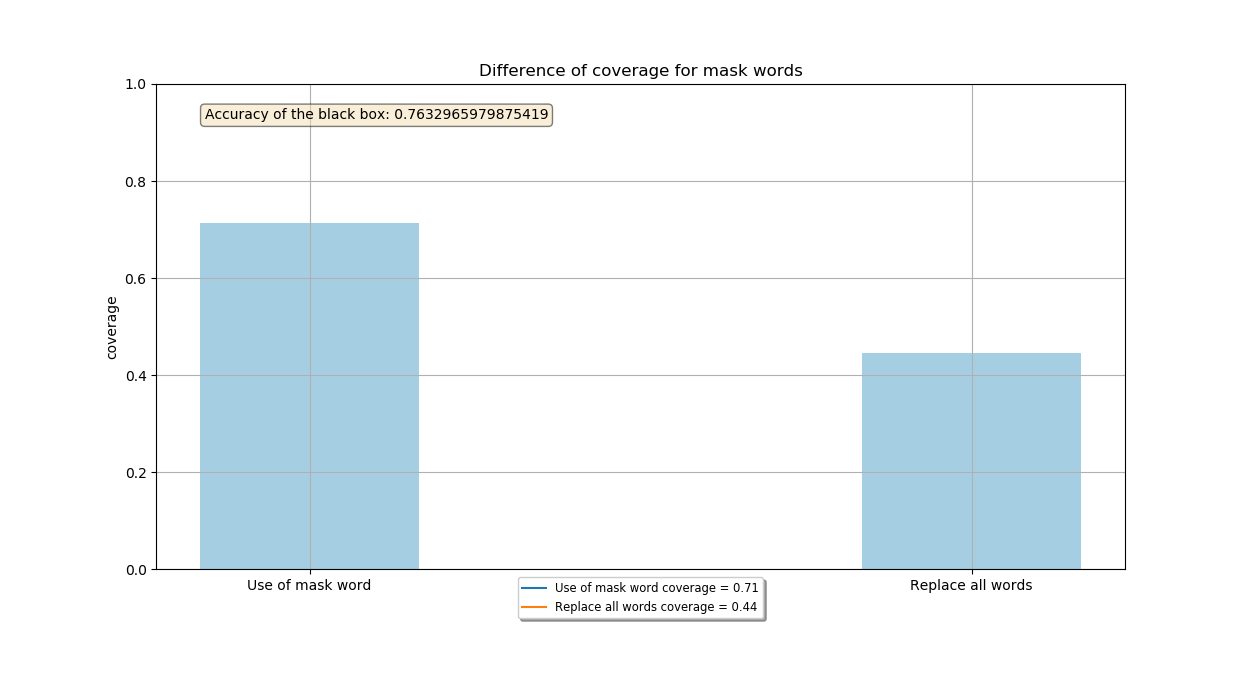 Difference of coverage for mask words
1.0
Accuracy of the black box: 0.7632965979875419
0.8
0.6
coverage
0.4
0.2
0.0
Use of mask word
Replace all words
Use of mask word coverage = 0.71
Replace all words coverage = 0.44